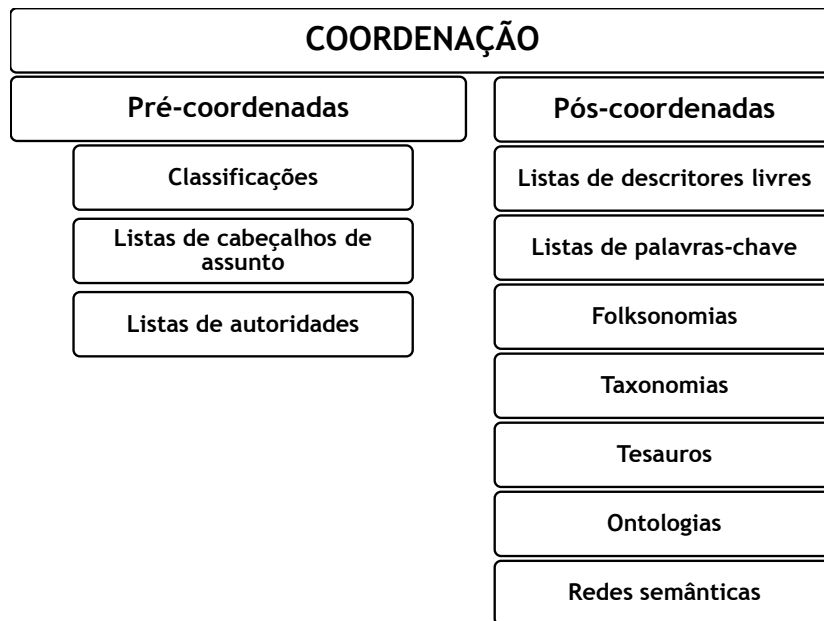 COORDENAÇÃO
Pré-coordenadas
Classificações
Listas de cabeçalhos de
assunto
Listas de autoridades
Pós-coordenadas
Listas de descritores livres
Listas de palavras-chave
Folksonomias
Taxonomias
Tesauros
Ontologias
Redes semânticas